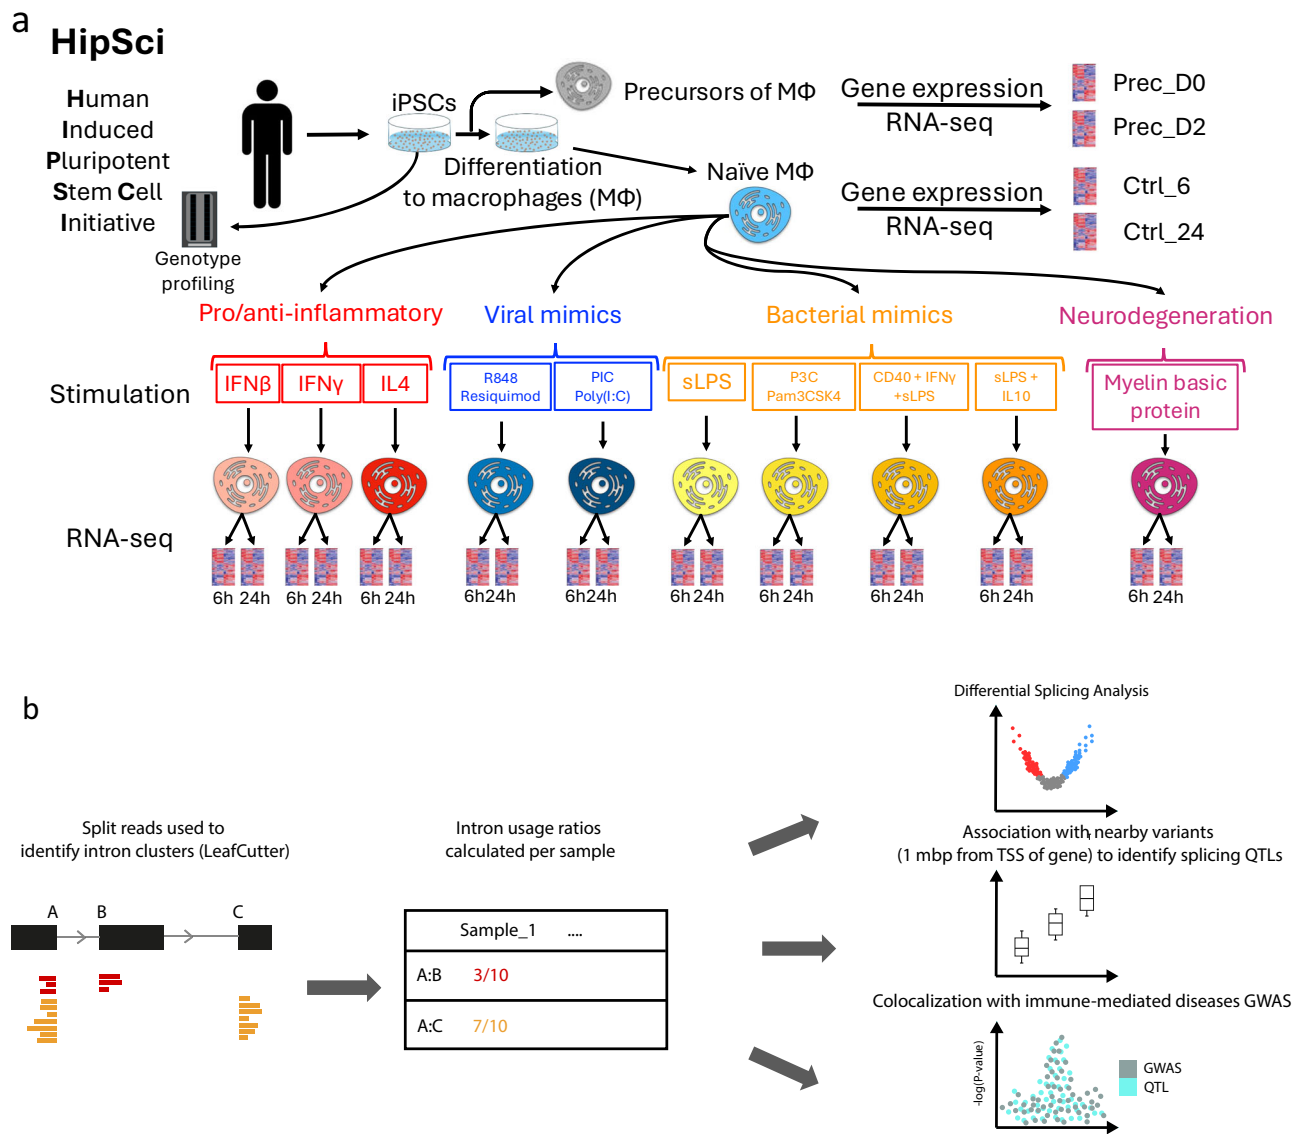 a
HipSci
Human
Induced
Pluripotent
Stem Cell
Initiative
Genotype
profiling
iPSCs
Differentiation
to macrophages (MΦ)
Precursors of MΦ
Naïve MΦ
Gene expression
RNA-seq
Prec_D0
Prec_D2
Gene expression
RNA-seq
Ctrl_6
Ctrl_24
Pro/anti-inflammatory
Viral mimics
Bacterial mimics
Neurodegeneration
Stimulation
IFNβ
IFNγ
IL4
R848
Resiquimod
PIC
Poly(I:C)
sLPS
P3C
Pam3CSK4
CD40 + IFNγ
+sLPS
sLPS +
IL10
Myelin basic
protein
RNA-seq
6h 24h
6h 24h
6h 24h
6h24h
6h24h
6h 24h
6h 24h
6h 24h
6h 24h
6h 24h
b
Split reads used to
identify intron clusters (LeafCutter)
A B C
Intron usage ratios
calculated per sample
Sample_1 ....
A:B 3/10
A:C 7/10
Differential Splicing Analysis
Association with nearby variants
(1 mbp from TSS of gene) to identify splicing QTLs
Colocalization with immune-mediated diseases GWAS
-log(P-value)
GWAS
QTL